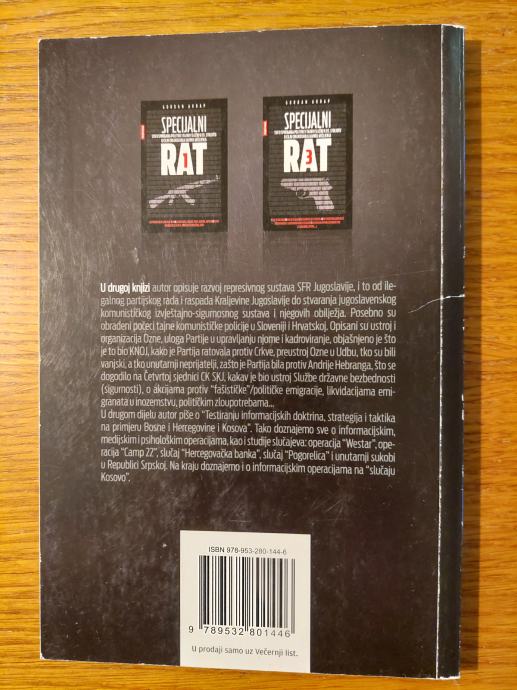 GORDAN AKRAP
SPECIJALNI
RAT
1
GORDAN AKRAP
SPECIJALNI
RAT
3
U drugoj knjizi autor opisuje razvoj represivnog sustava SFR Jugoslavije, i to od ile-
galnog partijskog rada i raspada Kraljevine Jugoslavije do stvaranja jugoslavenskog
komunističkog izvještajno-sigurnosnog sustava i njegovih obilježja. Posebno su
obrađeni počeci tajne komunističke policije u Sloveniji i Hrvatskoj. Opisani su ustroj i
organizacija Ozne, uloga Partije u upravljanju njome i kadroviranje, objašnjeno je što
je to bio KNOJ, kako je Partija ratovala protiv Crkve, preustroj Ozne u Udbu, tko su bili
vanjski, a tko unutarnji neprijatelji, zašto je Partija bila protiv Andrije Hebranga, što se
dogodilo na Četvrtoj sjednici CK SKJ, kakav je bio ustroj Službe državne bezbednosti
(sigurnosti), o akcijama protiv "fašističke"/političke emigracije, likvidacijama emi-
granata u inozemstvu, političkim zloupotrebama...
U drugom dijelu autor piše o "Testiranju informacijskih doktrina, strategija i taktika
na primjeru Bosne i Hercegovine i Kosova". Tako doznajemo sve o informacijskim,
medijskim i psihološkim operacijama, kao i studije slučajeva: operacija "Westar", ope-
racija "Camp 22", slučaj "Hercegovačka banka", slučaj "Pogorelica" i unutarnji sukobi
u Republici Srpskoj. Na kraju doznajemo i o informacijskim operacijama na "slučaju
Kosovo".
ISBN 978-953-280-144-6
9 789532 801446
U prodaji samo uz Večernji list.